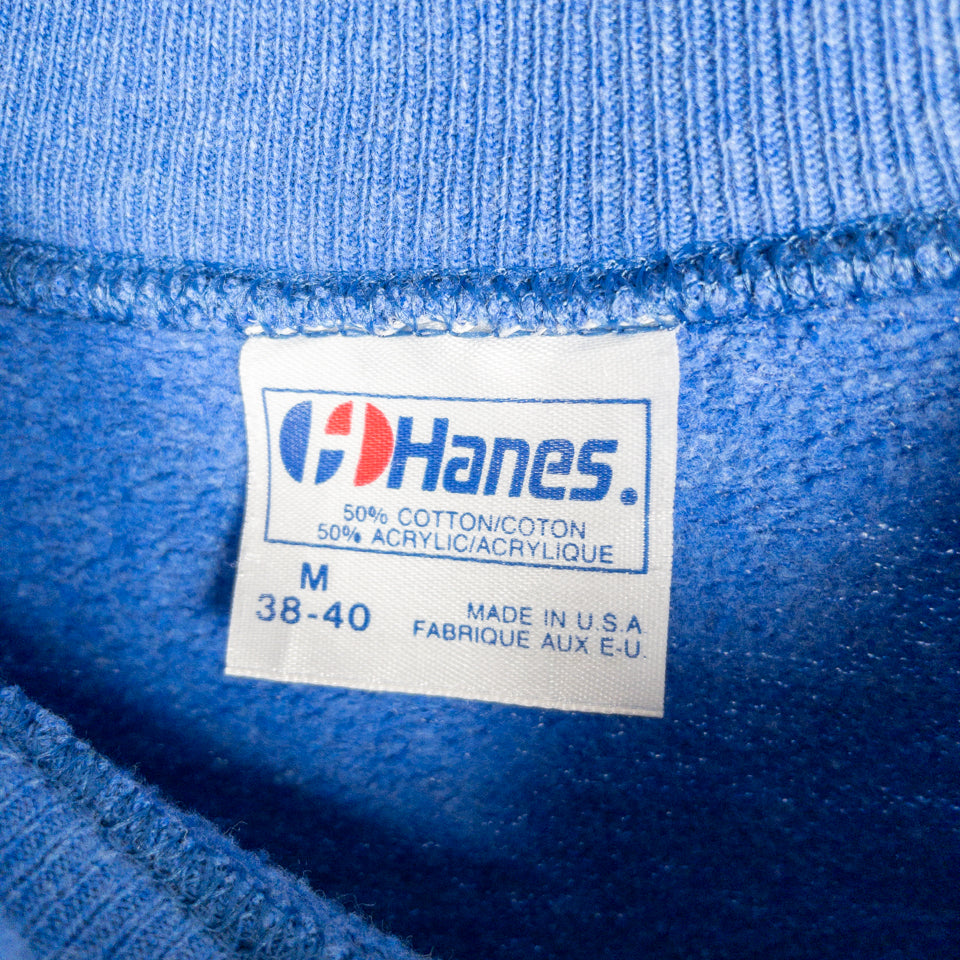 Hanes.
50% COTTON/COTON
50% ACRYLIC/ACRYLIQUE
M
38-40
MADE IN U.S.A
FABRIQUE AUX E-U.